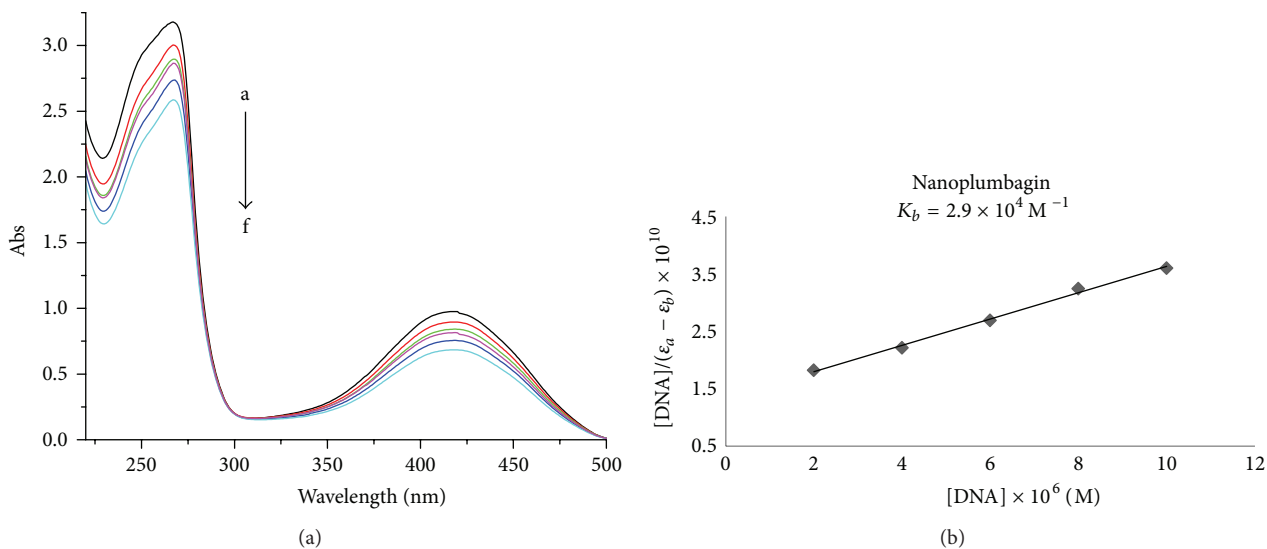 3.0
2.5
2.0
1.5
1.0
0.5
0.0
Abs
a
f
250
300
350
400
450
500
Wavelength (nm)
(a)
Nanoplumbagin
K_b = 2.9 × 10^4 M^−1
4.5
3.5
2.5
1.5
0.5
[DNA]/(ε_a − ε_b) × 10^10
0
2
4
6
8
10
12
[DNA] × 10^6 (M)
(b)